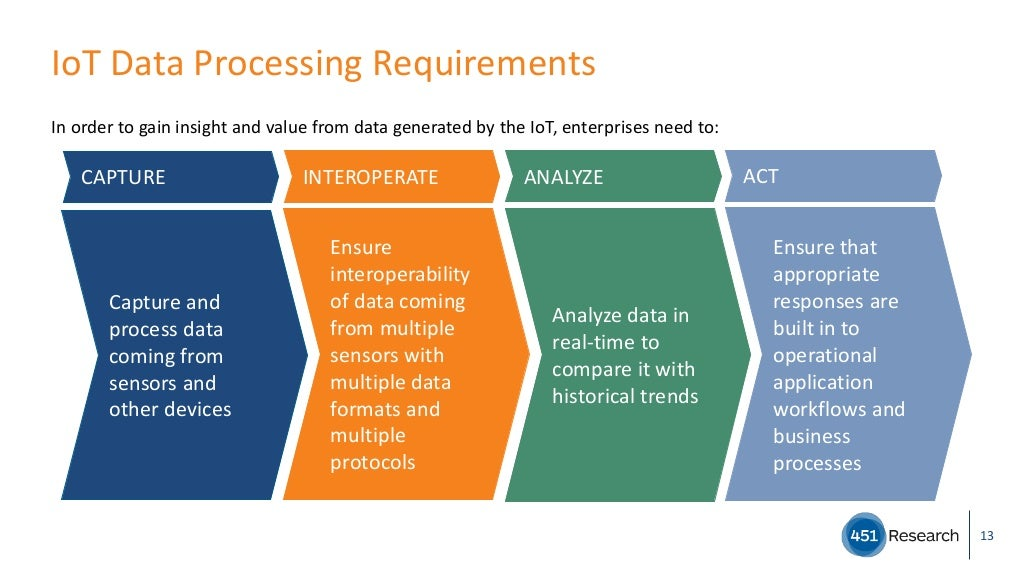 IoT Data Processing Requirements
In order to gain insight and value from data generated by the IoT, enterprises need to:
CAPTURE
Capture and
process data
coming from
sensors and
other devices
INTEROPERATE
Ensure
interoperability
of data coming
from multiple
sensors with
multiple data
formats and
multiple
protocols
ANALYZE
Analyze data in
real-time to
compare it with
historical trends
ACT
Ensure that
appropriate
responses are
built in to
operational
application
workflows and
business
processes
451 Research
13